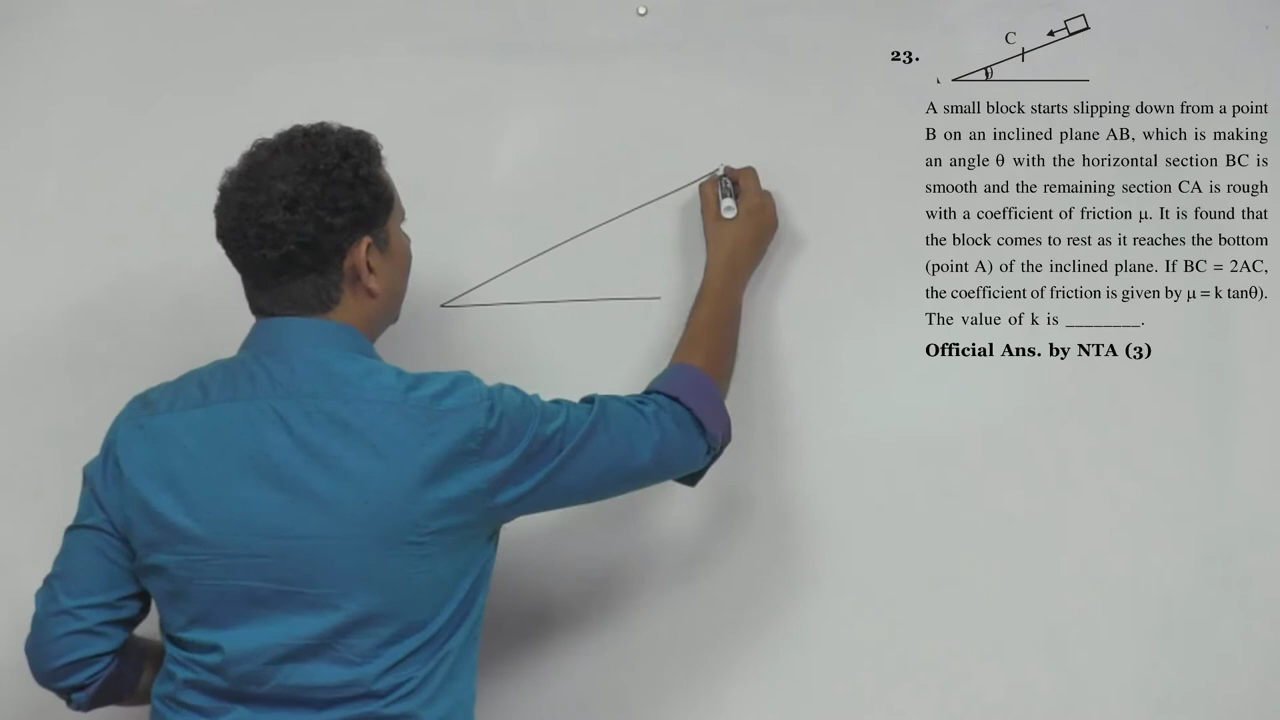 C
θ
23.
A small block starts slipping down from a point
B on an inclined plane AB, which is making
an angle θ with the horizontal section BC is
smooth and the remaining section CA is rough
with a coefficient of friction μ. It is found that
the block comes to rest as it reaches the bottom
(point A) of the inclined plane. If BC = 2AC,
the coefficient of friction is given by μ = k tanθ).
The value of k is ________.
Official Ans. by NTA (3)